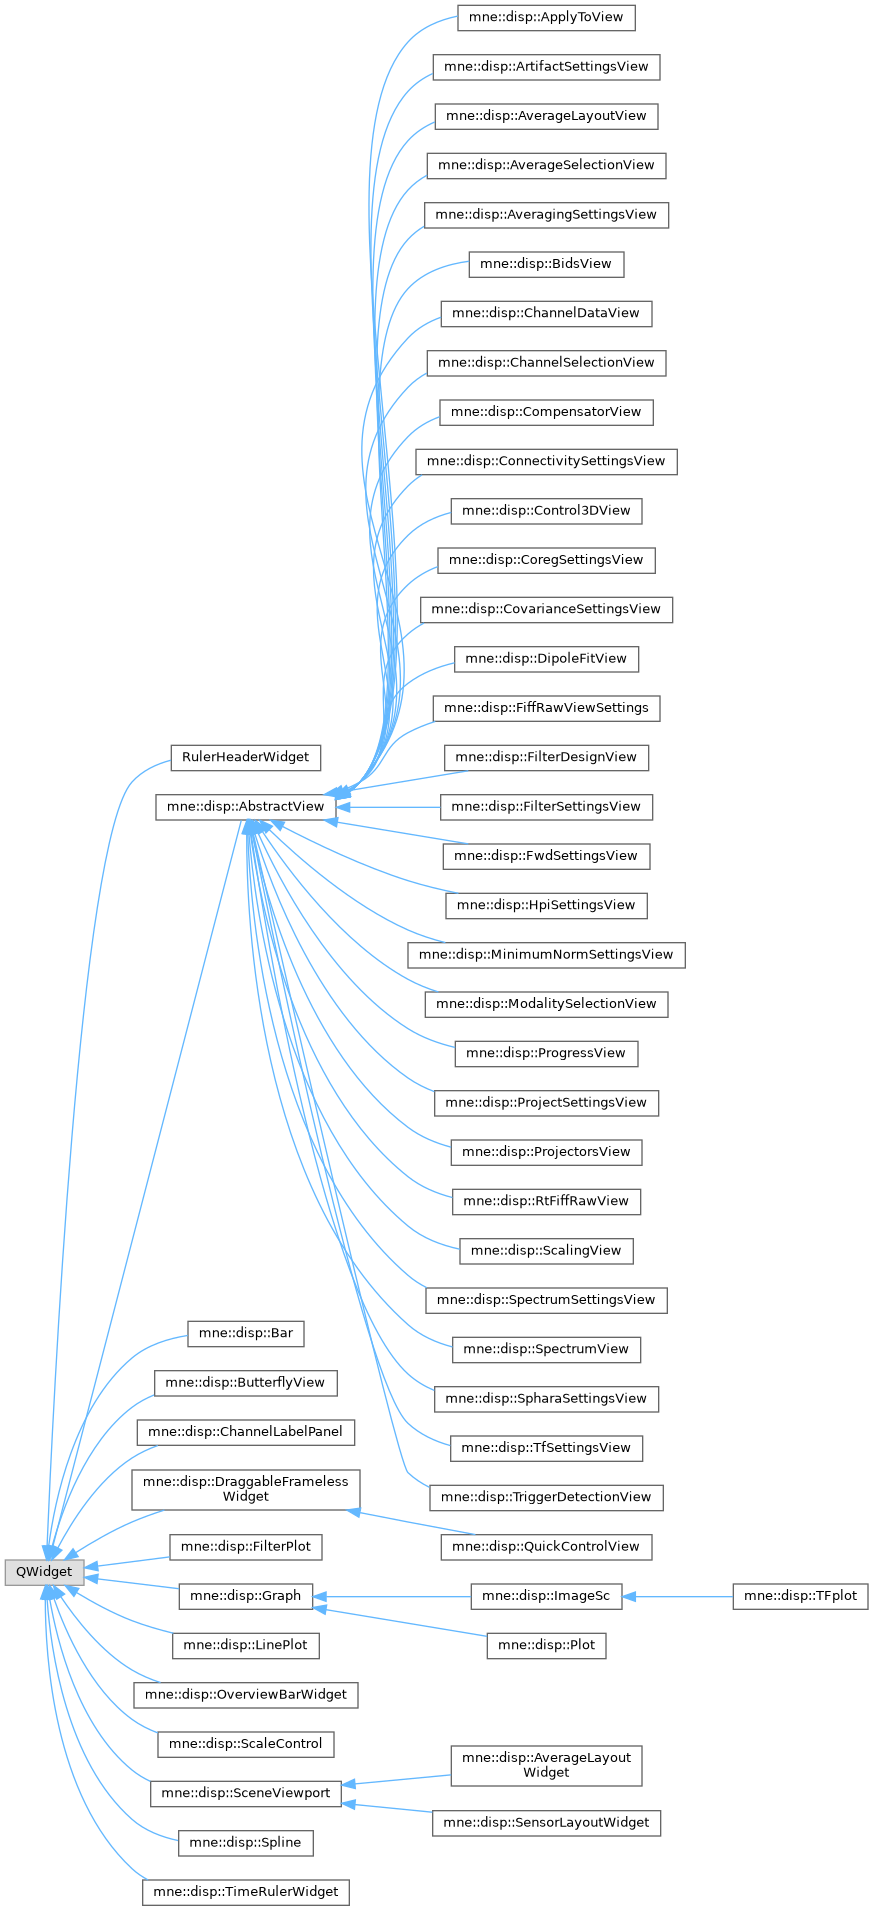 mne::disp::ApplyToView
mne::disp::ArtifactSettingsView
mne::disp::AverageLayoutView
mne::disp::AverageSelectionView
mne::disp::AveragingSettingsView
mne::disp::BidsView
mne::disp::ChannelDataView
mne::disp::ChannelSelectionView
mne::disp::CompensatorView
mne::disp::ConnectivitySettingsView
mne::disp::Control3DView
mne::disp::CoregSettingsView
mne::disp::CovarianceSettingsView
mne::disp::DipoleFitView
mne::disp::FiffRawViewSettings
RulerHeaderWidget
mne::disp::FilterDesignView
mne::disp::AbstractView
mne::disp::FilterSettingsView
mne::disp::FwdSettingsView
mne::disp::HpiSettingsView
mne::disp::MinimumNormSettingsView
mne::disp::ModalitySelectionView
mne::disp::ProgressView
mne::disp::ProjectSettingsView
mne::disp::ProjectorsView
mne::disp::RtFiffRawView
mne::disp::ScalingView
mne::disp::SpectrumSettingsView
mne::disp::Bar
mne::disp::SpectrumView
mne::disp::ButterflyView
mne::disp::SpharaSettingsView
mne::disp::ChannelLabelPanel
mne::disp::TfSettingsView
mne::disp::DraggableFrameless
Widget
mne::disp::TriggerDetectionView
mne::disp::FilterPlot
mne::disp::QuickControlView
QWidget
mne::disp::Graph
mne::disp::ImageSc
mne::disp::TFplot
mne::disp::LinePlot
mne::disp::Plot
mne::disp::OverviewBarWidget
mne::disp::ScaleControl
mne::disp::AverageLayout
Widget
mne::disp::SceneViewport
mne::disp::SensorLayoutWidget
mne::disp::Spline
mne::disp::TimeRulerWidget